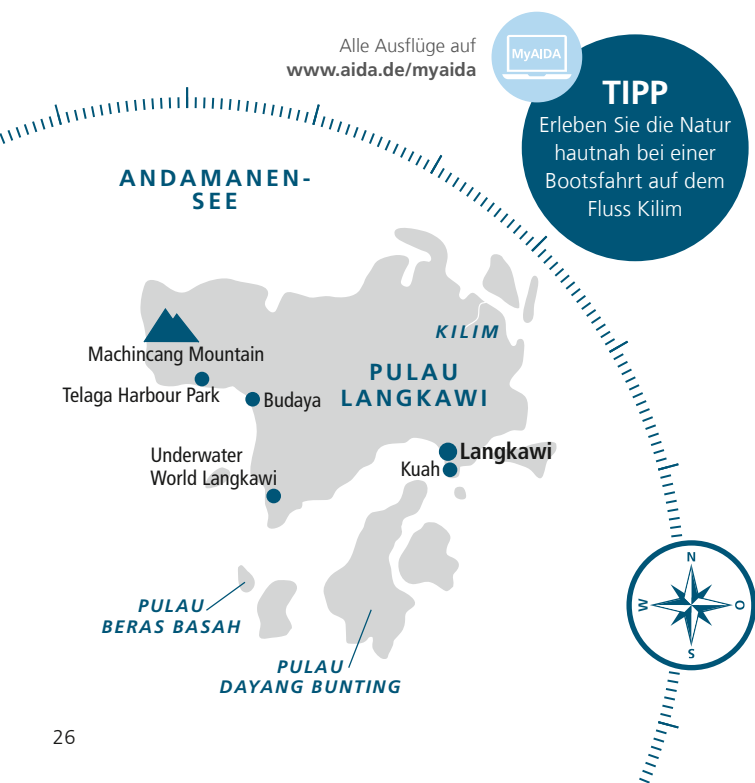 Alle Ausflüge auf
www.aida.de/myaida
MyAIDA
TIPP
Erleben Sie die Natur
hautnah bei einer
Bootsfahrt auf dem
Fluss Kilim
ANDAMANEN-
SEE
KILIM
Machincang Mountain
PULAU
LANGKAWI
Telaga Harbour Park
Budaya
Underwater
World Langkawi
Langkawi
Kuah
PULAU
BERAS BASAH
PULAU
DAYANG BUNTING
N
W
O
S
26